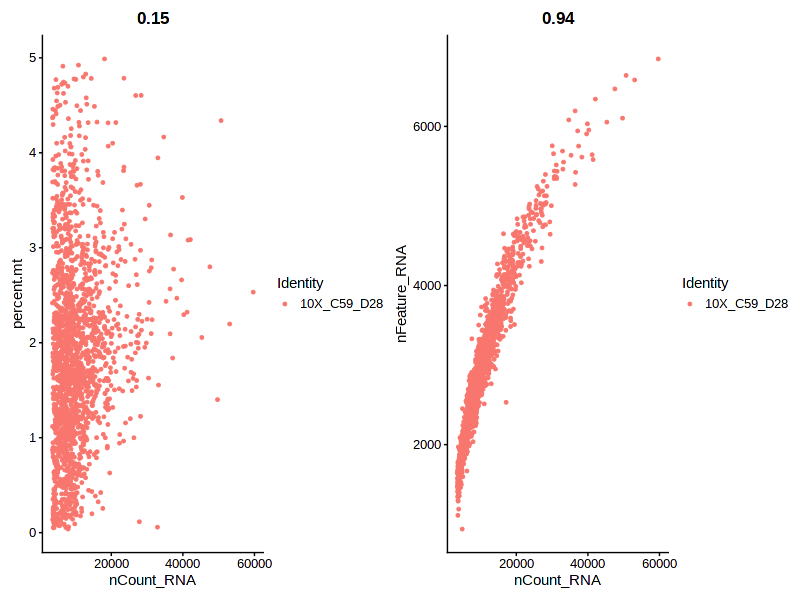 0.15
5
4
3
2
1
0
percent.mt
20000 40000 60000
nCount_RNA
Identity
10X_C59_D28
0.94
6000
4000
2000
nFeature_RNA
20000 40000 60000
nCount_RNA
Identity
10X_C59_D28